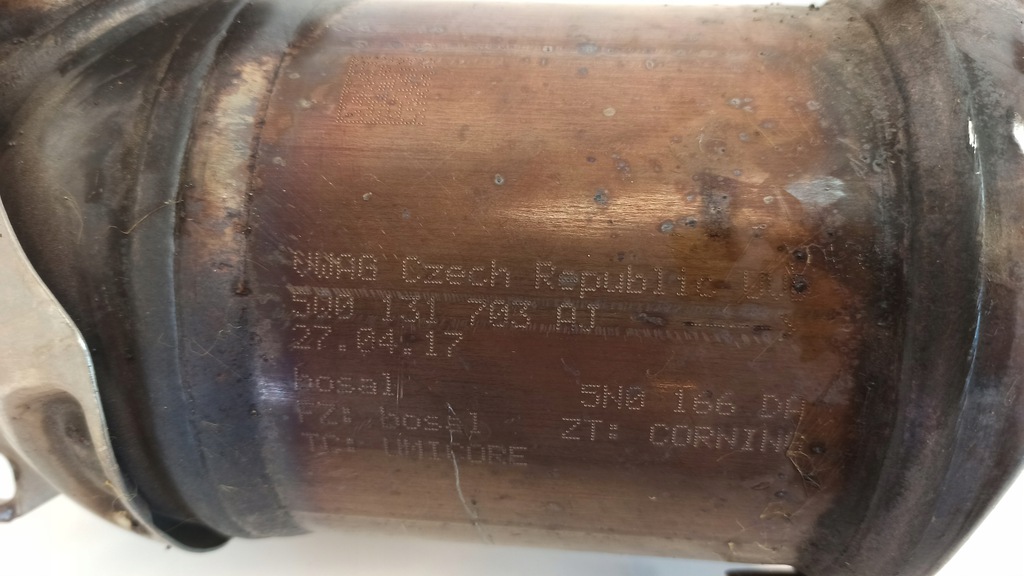 VWAG Czech Republic
5Q0 131 703 AJ
27.04.17
bosal 5N0 166 DA
FZ: bosal ZT: CORNING
TC: UMICORE